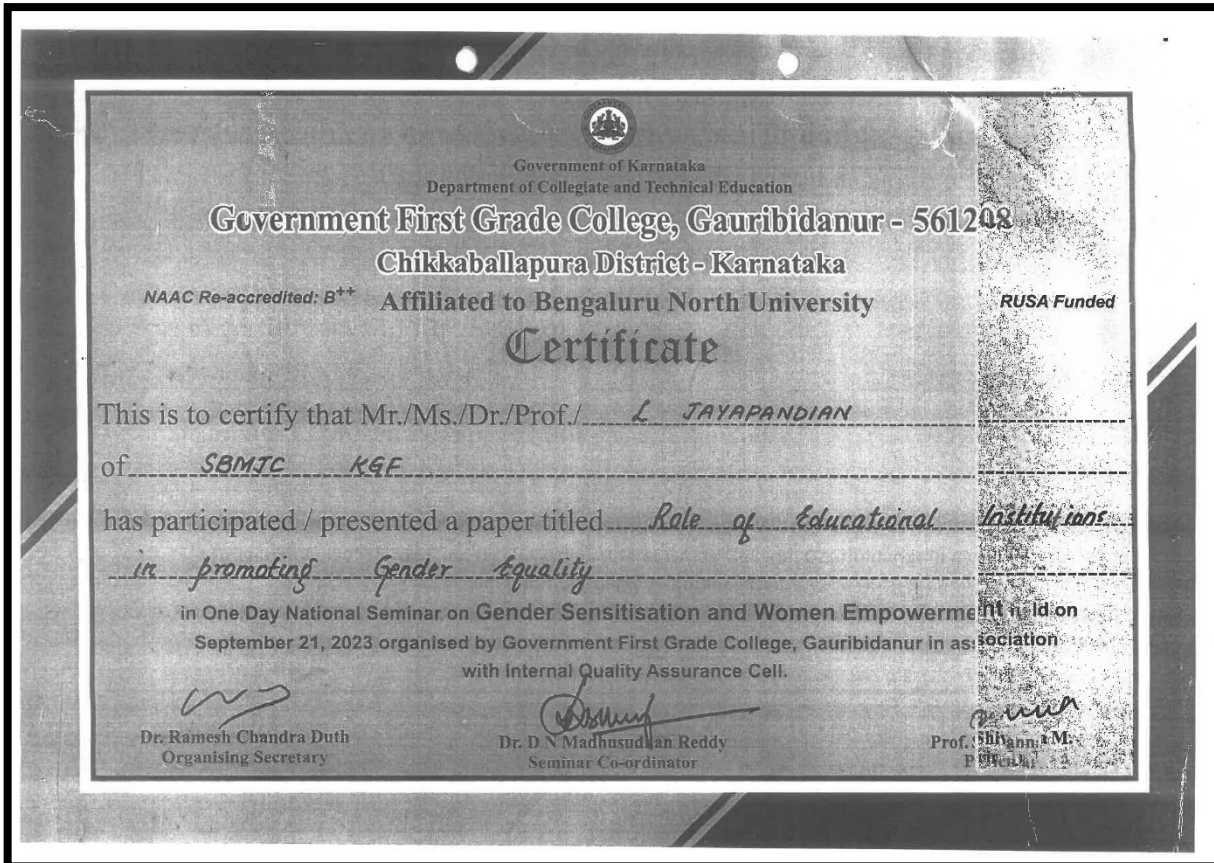 Government of Karnataka
Department of Collegiate and Technical Education
Government First Grade College, Gauribidanur - 561208
Chikkaballapura District - Karnataka
NAAC Re-accredited: B++ Affiliated to Bengaluru North University RUSA Funded
Certificate
This is to certify that Mr./Ms./Dr./Prof./ L JAYAPANDIAN
of SBMJC KGF
has participated / presented a paper titled Role of Educational Institutions
in promoting Gender Equality
in One Day National Seminar on Gender Sensitisation and Women Empowerment held on
September 21, 2023 organised by Government First Grade College, Gauribidanur in association
with Internal Quality Assurance Cell.
Dr. Ramesh Chandra Duth Dr. D N Madhusudhan Reddy Prof. Shivanna M.
Organising Secretary Seminar Co-ordinator Principal